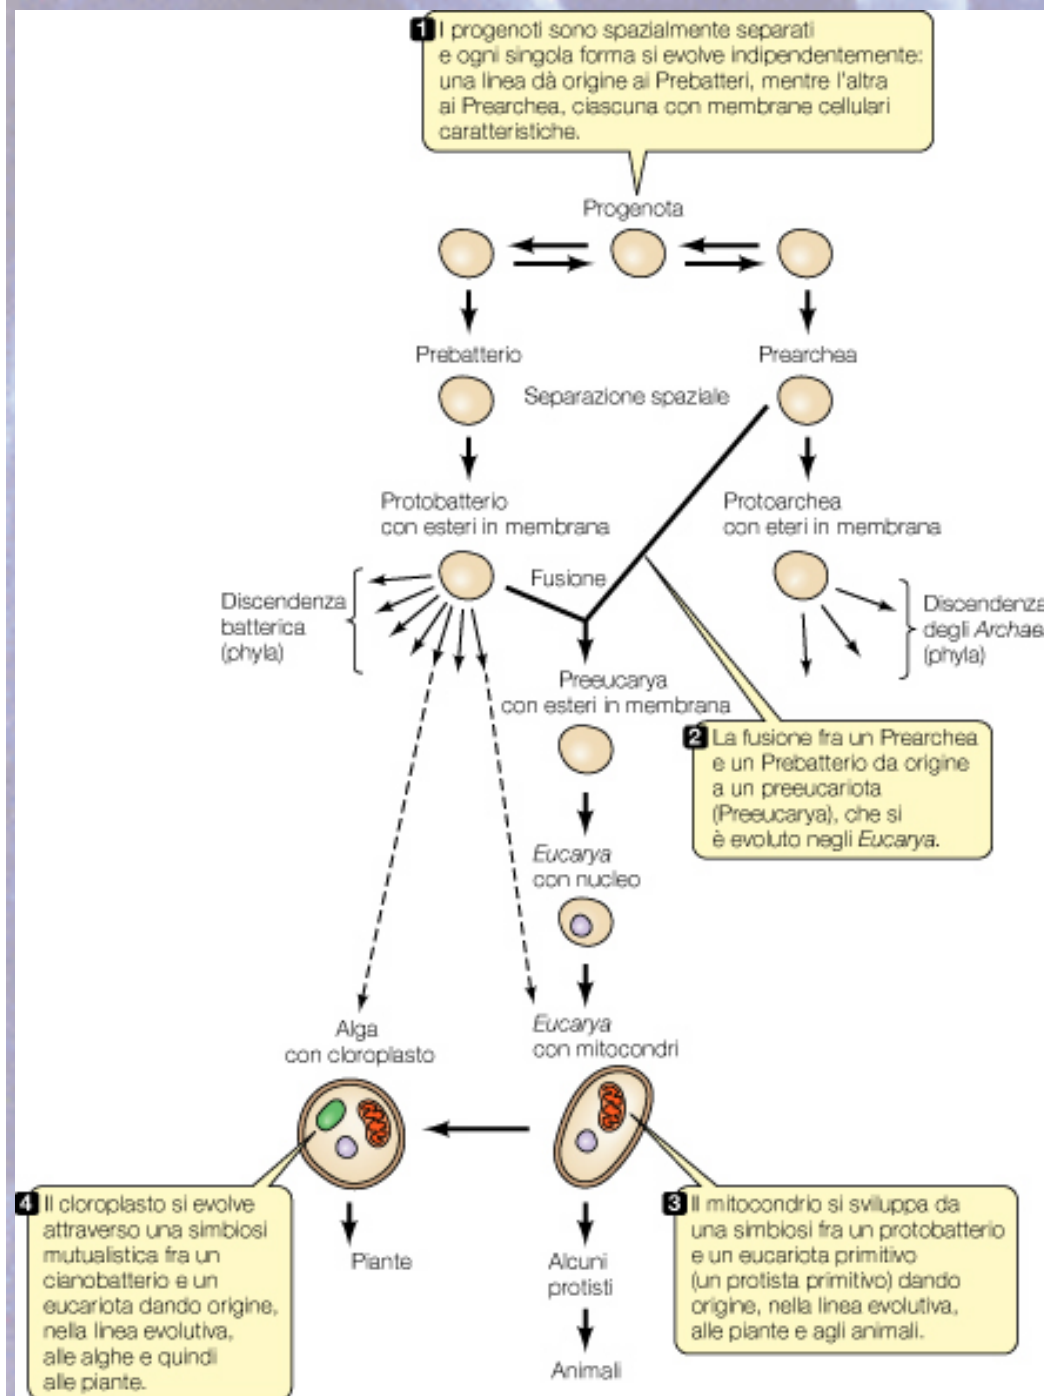 1 I progenoti sono spazialmente separati
e ogni singola forma si evolve indipendentemente:
una linea dà origine ai Prebatteri, mentre l'altra
ai Prearchea, ciascuna con membrane cellulari
caratteristiche.
Progenota
Prebatterio
Prearchea
Separazione spaziale
Protobatterio
con esteri in membrana
Protoarchea
con eteri in membrana
Fusione
Discendenza
batterica
(phyla)
Discendenza
degli Archae
(phyla)
Preeucarya
con esteri in membrana
2 La fusione fra un Prearchea
e un Prebatterio da origine
a un preeucariota
(Preeucarya), che si
è evoluto negli Eucarya.
Eucarya
con nucleo
Alga
con cloroplasto
Eucarya
con mitocondri
4 Il cloroplasto si evolve
attraverso una simbiosi
mutualistica fra un
cianobatterio e un
eucariota dando origine,
nella linea evolutiva,
alle alghe e quindi
alle piante.
Piante
Alcuni
protisti
Animali
3 Il mitocondrio si sviluppa da
una simbiosi fra un protobatterio
e un eucariota primitivo
(un protista primitivo) dando
origine, nella linea evolutiva,
alle piante e agli animali.